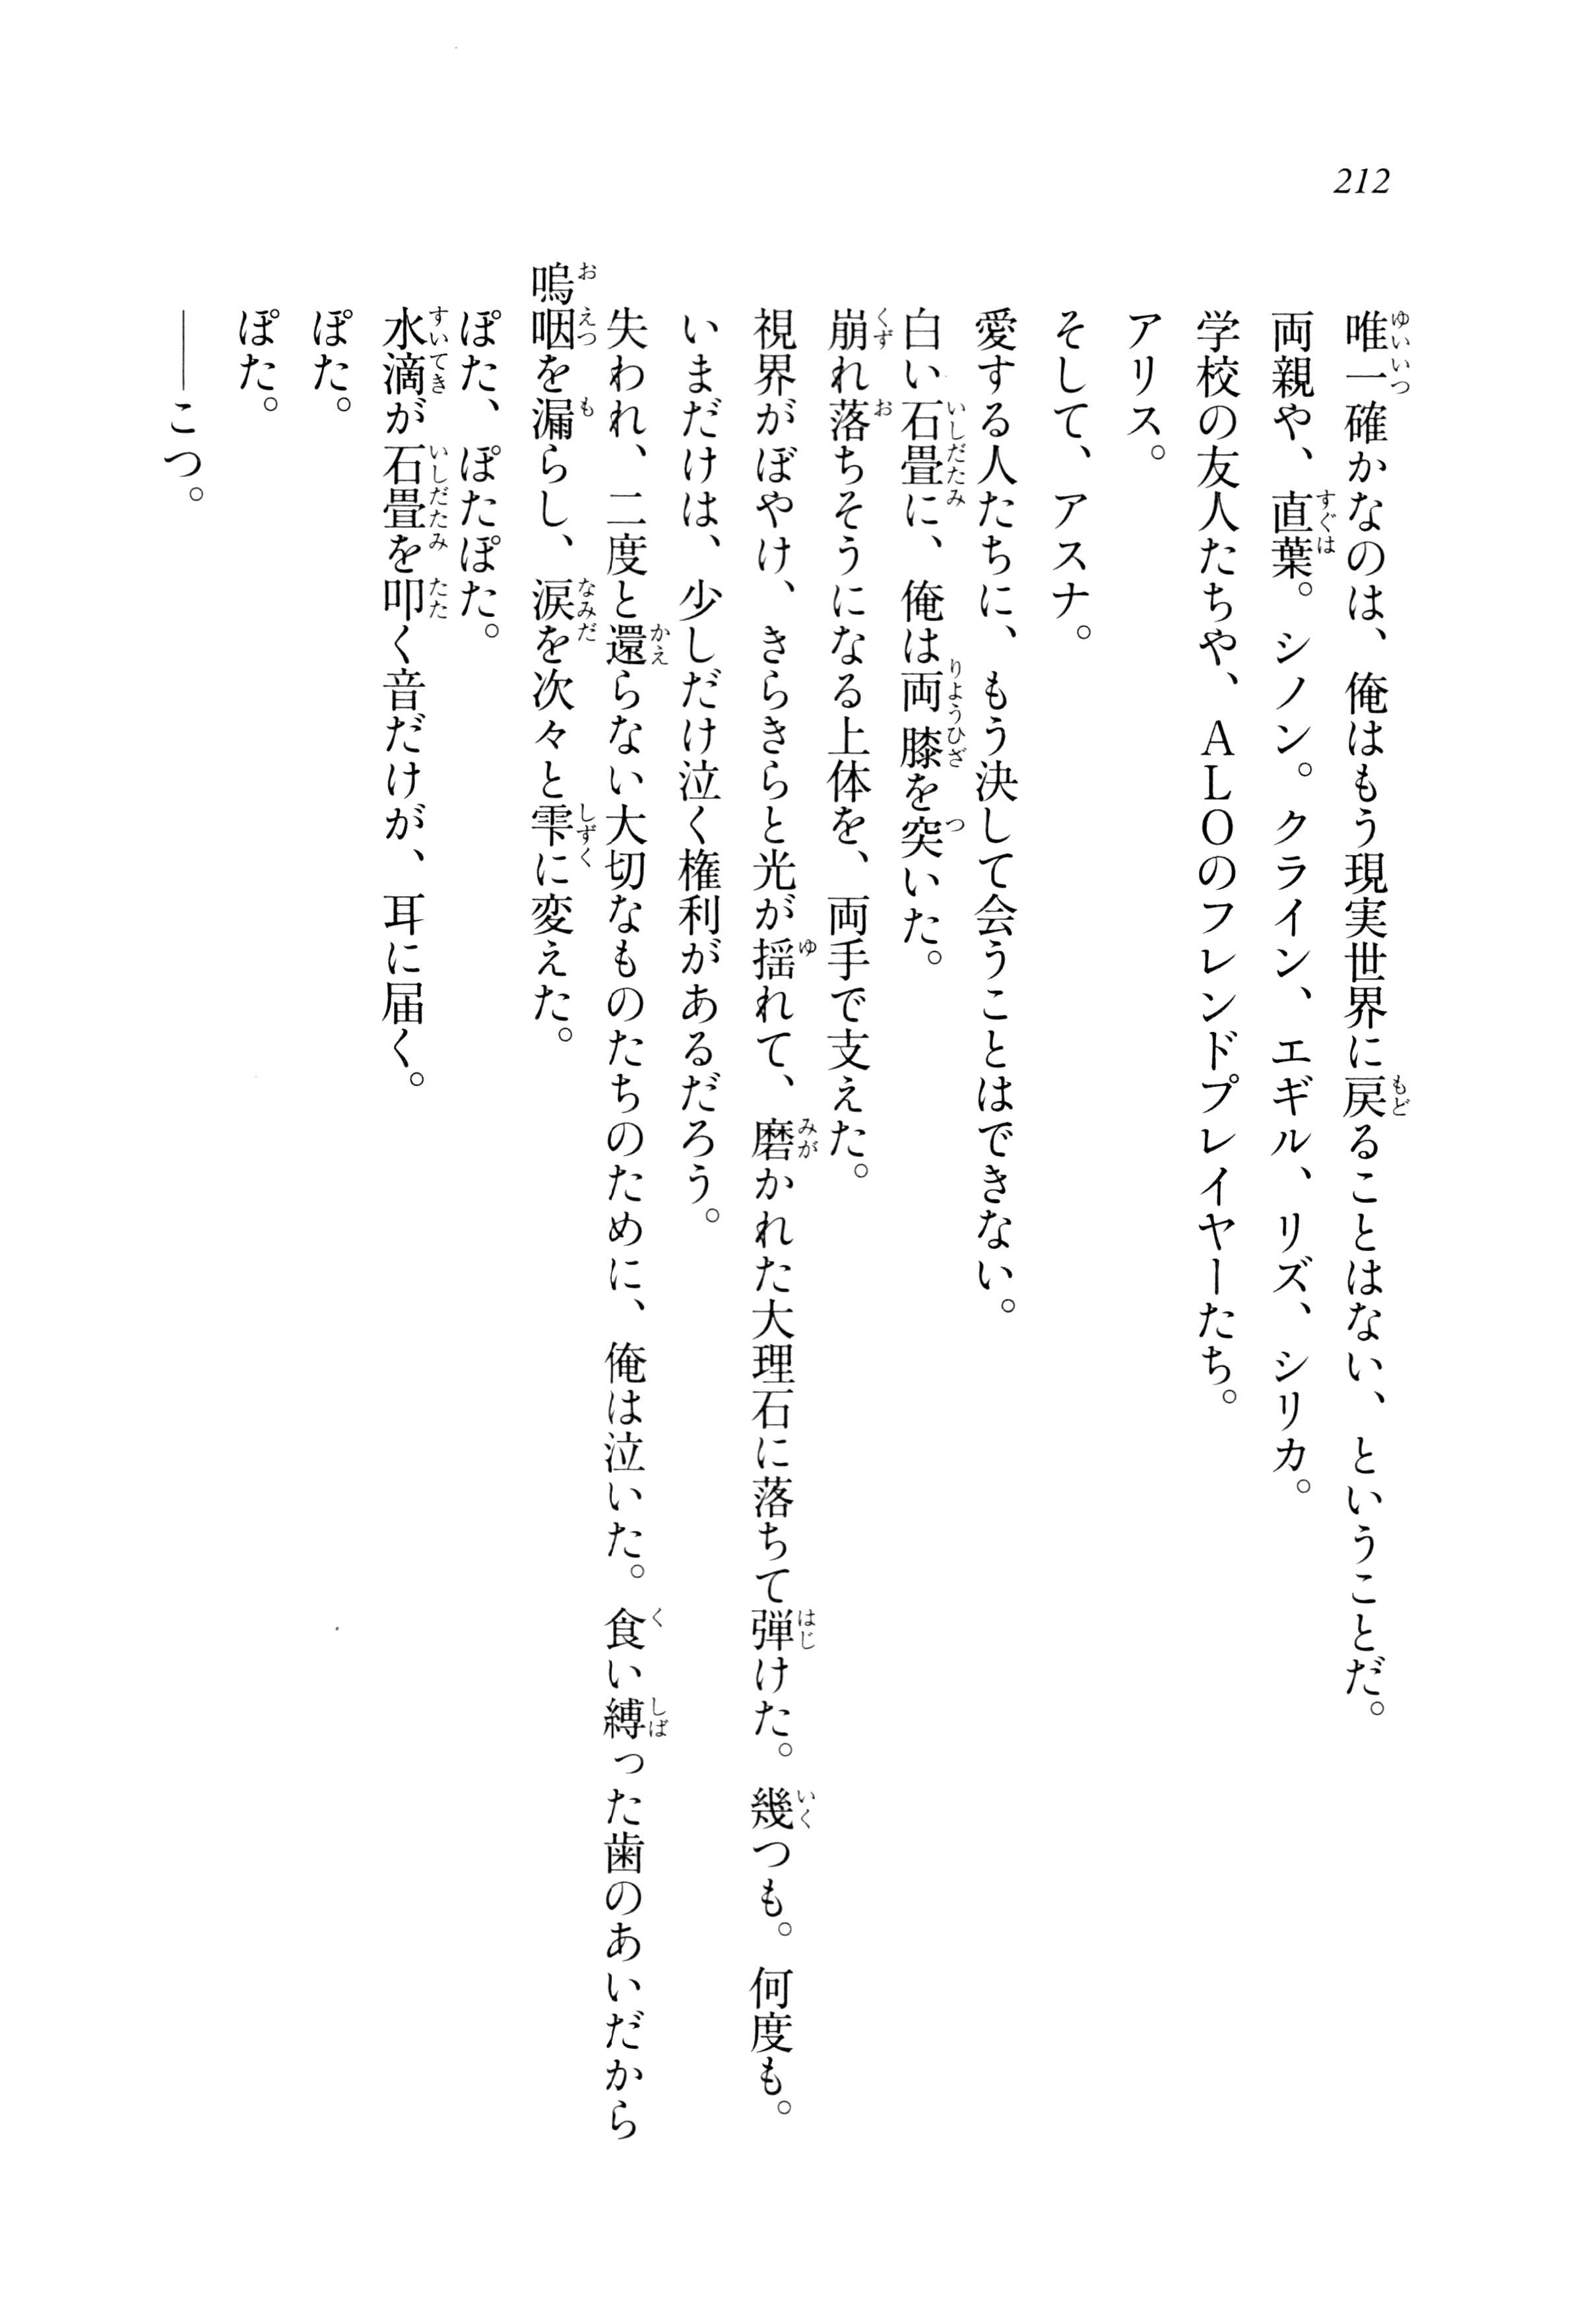 212
唯一確かなのは、俺はもう現実世界に戻ることはない、ということだ。
両親や、直葉。シノン。クライン、エギル、リズ、シリカ。
学校の友人たちや、ALOのフレンドプレイヤーたち。
アリス。
そして、アスナ。
愛する人たちに、もう決して会うことはできない。
白い石畳に、俺は両膝を突いた。
崩れ落ちそうになる上体を、両手で支えた。
視界がぼやけ、きらきらと光が揺れて、磨かれた大理石に落ちて弾けた。幾つも。何度も。
いまだけは、少しだけ泣く権利があるだろう。
失われ、二度と還らない大切なものたちのために、俺は泣いた。食い縛った歯のあいだから
嗚咽を漏らし、涙を次々と雫に変えた。
ぽた、ぽたぽた。
水滴が石畳を叩く音だけが、耳に届く。
ぽた。
ぽた。
――こつ。